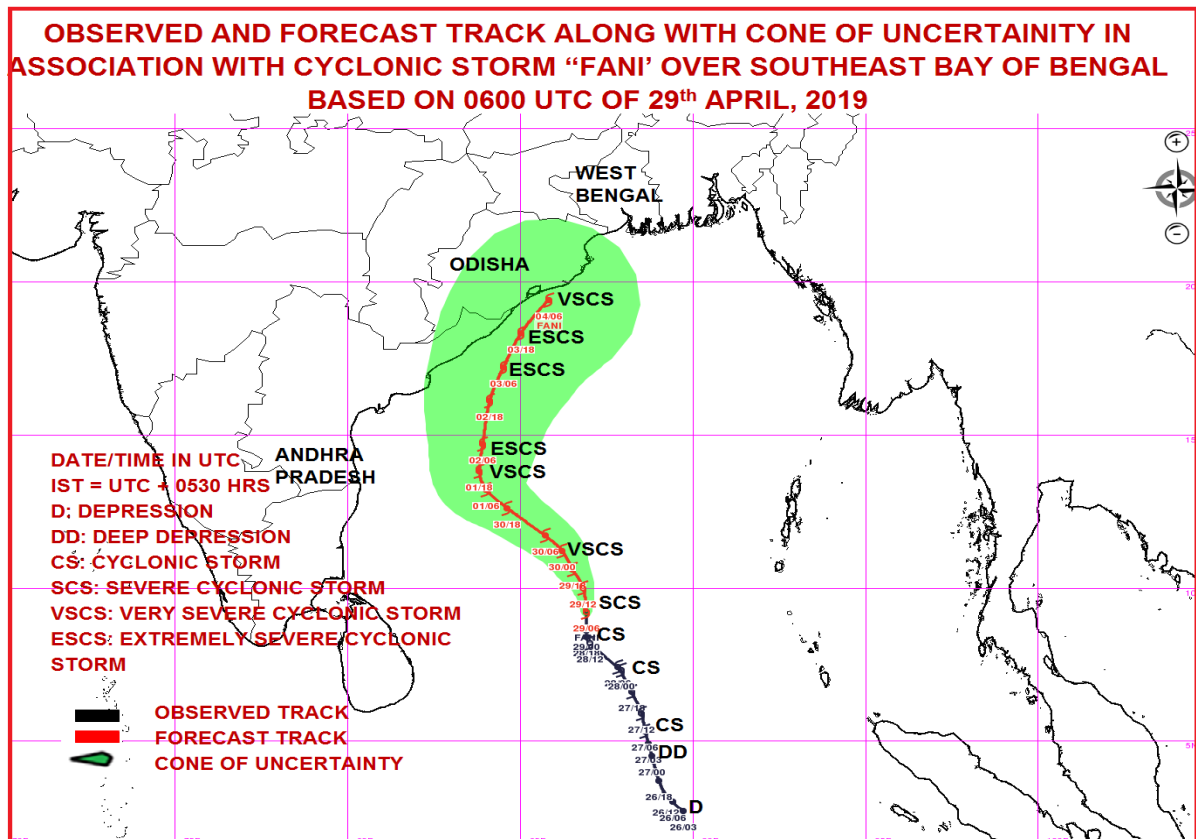 OBSERVED AND FORECAST TRACK ALONG WITH CONE OF UNCERTAINITY IN
ASSOCIATION WITH CYCLONIC STORM “FANI’ OVER SOUTHEAST BAY OF BENGAL
BASED ON 0600 UTC OF 29th APRIL, 2019
WEST
BENGAL
ODISHA
VSCS
04/06
FANI
ESCS
03/18
ESCS
03/06
02/18
ESCS
02/06
VSCS
01/18
01/06
30/18
VSCS
30/06
30/00
29/18
29/12
SCS
29/06
FANI
CS
29/00
28/18
28/12
CS
28/00
27/18
CS
27/12
27/06
DD
27/03
27/00
26/18
D
26/12
26/06
26/03
ANDHRA
PRADESH
DATE/TIME IN UTC
IST = UTC + 0530 HRS
D: DEPRESSION
DD: DEEP DEPRESSION
CS: CYCLONIC STORM
SCS: SEVERE CYCLONIC STORM
VSCS: VERY SEVERE CYCLONIC STORM
ESCS: EXTREMELY SEVERE CYCLONIC
STORM
OBSERVED TRACK
FORECAST TRACK
CONE OF UNCERTAINTY